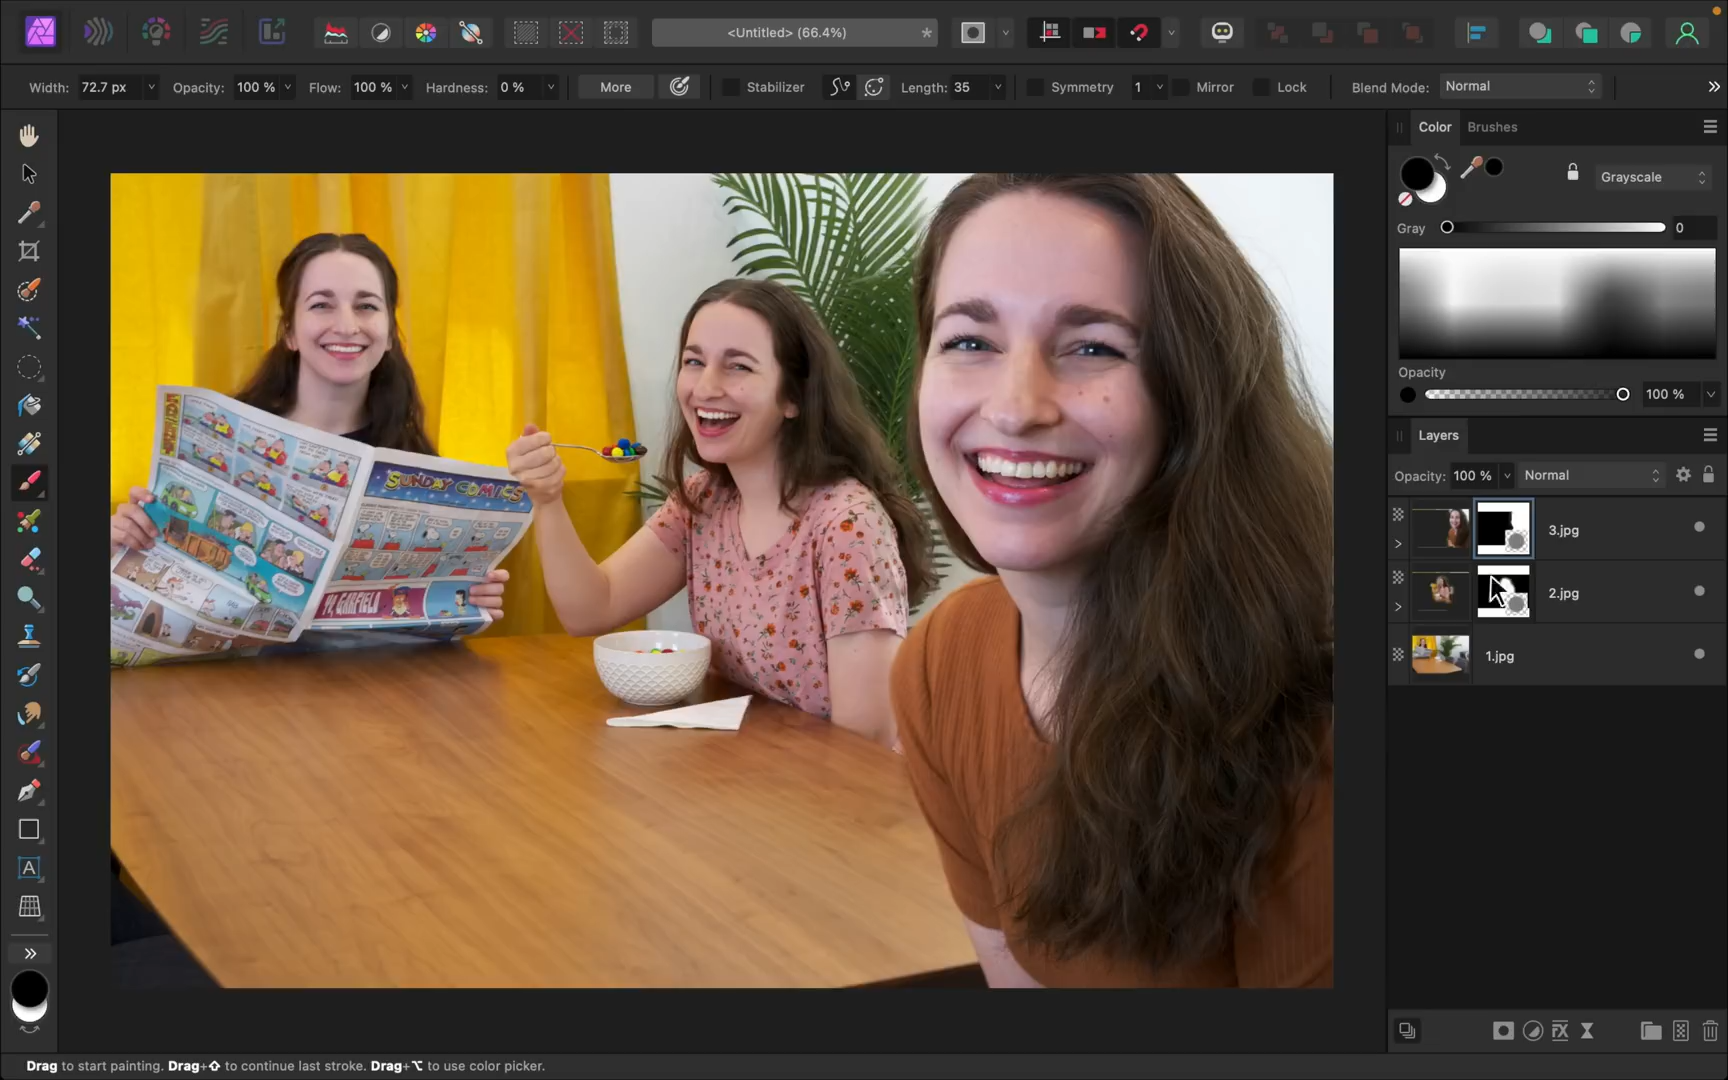 <Untitled> (66.4%)
*
Width: 72.7 px
Opacity: 100 %
Flow: 100 %
Hardness: 0 %
More
Stabilizer
Length: 35
Symmetry
1
Mirror
Lock
Blend Mode: Normal
Color
Brushes
Grayscale
Gray
0
Opacity
100 %
Layers
Opacity: 100 %
Normal
3.jpg
2.jpg
1.jpg
SUNDAY COMICS
GARFIELD
A
Drag to start painting. Drag+⇧ to continue last stroke. Drag+⌥ to use color picker.